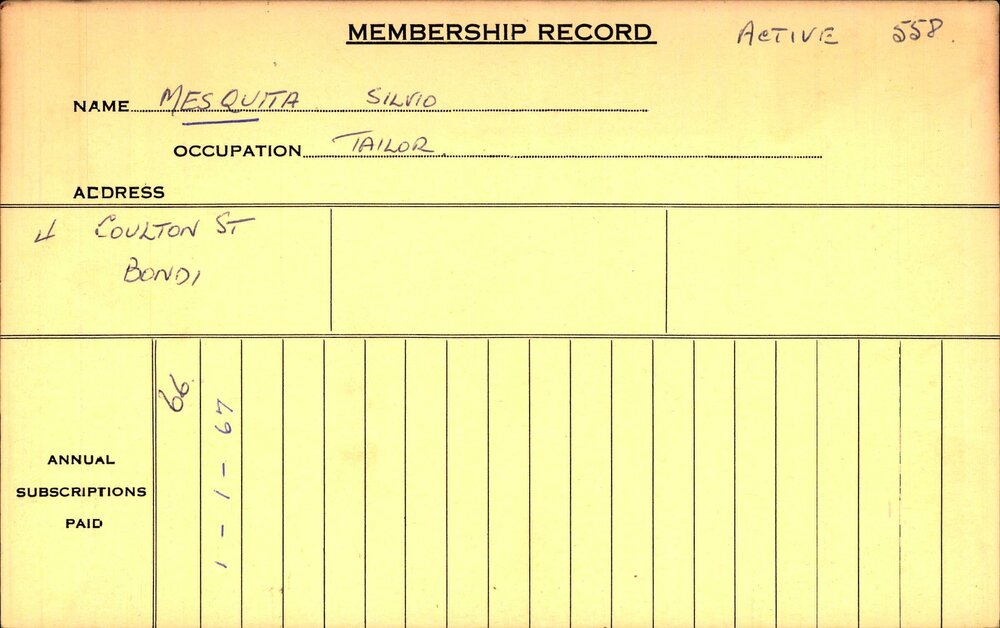 MEMBERSHIP RECORD ACTIVE 558.
NAME MESQUITA SILVIO
OCCUPATION TAILOR
ADDRESS
4 COULTON ST
BONDI
66
1-1-67
ANNUAL
SUBSCRIPTIONS
PAID